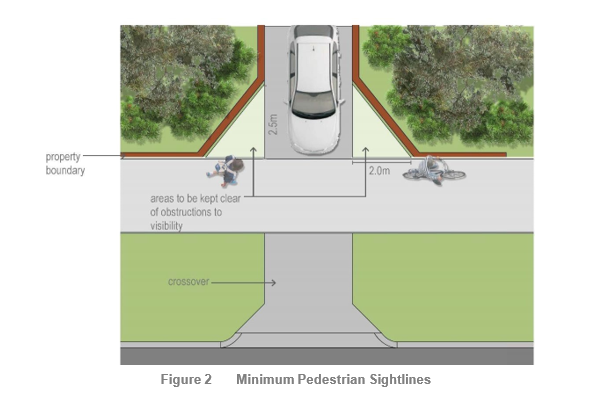 2.5m
property
boundary
2.0m
areas to be kept clear
of obstructions to
visibility
crossover
Figure 2 Minimum Pedestrian Sightlines